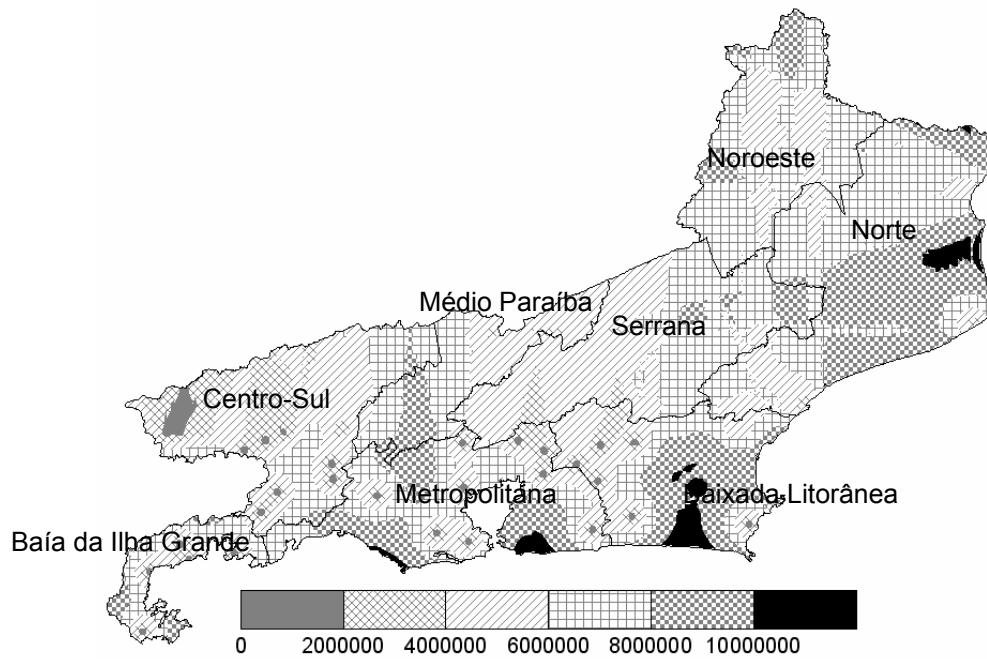 Noroeste
Norte
Médio Paraíba
Serrana
Centro-Sul
Metropolitana
Baixada-Litorânea
Baía da Ilha Grande
0 2000000 4000000 6000000 8000000 10000000